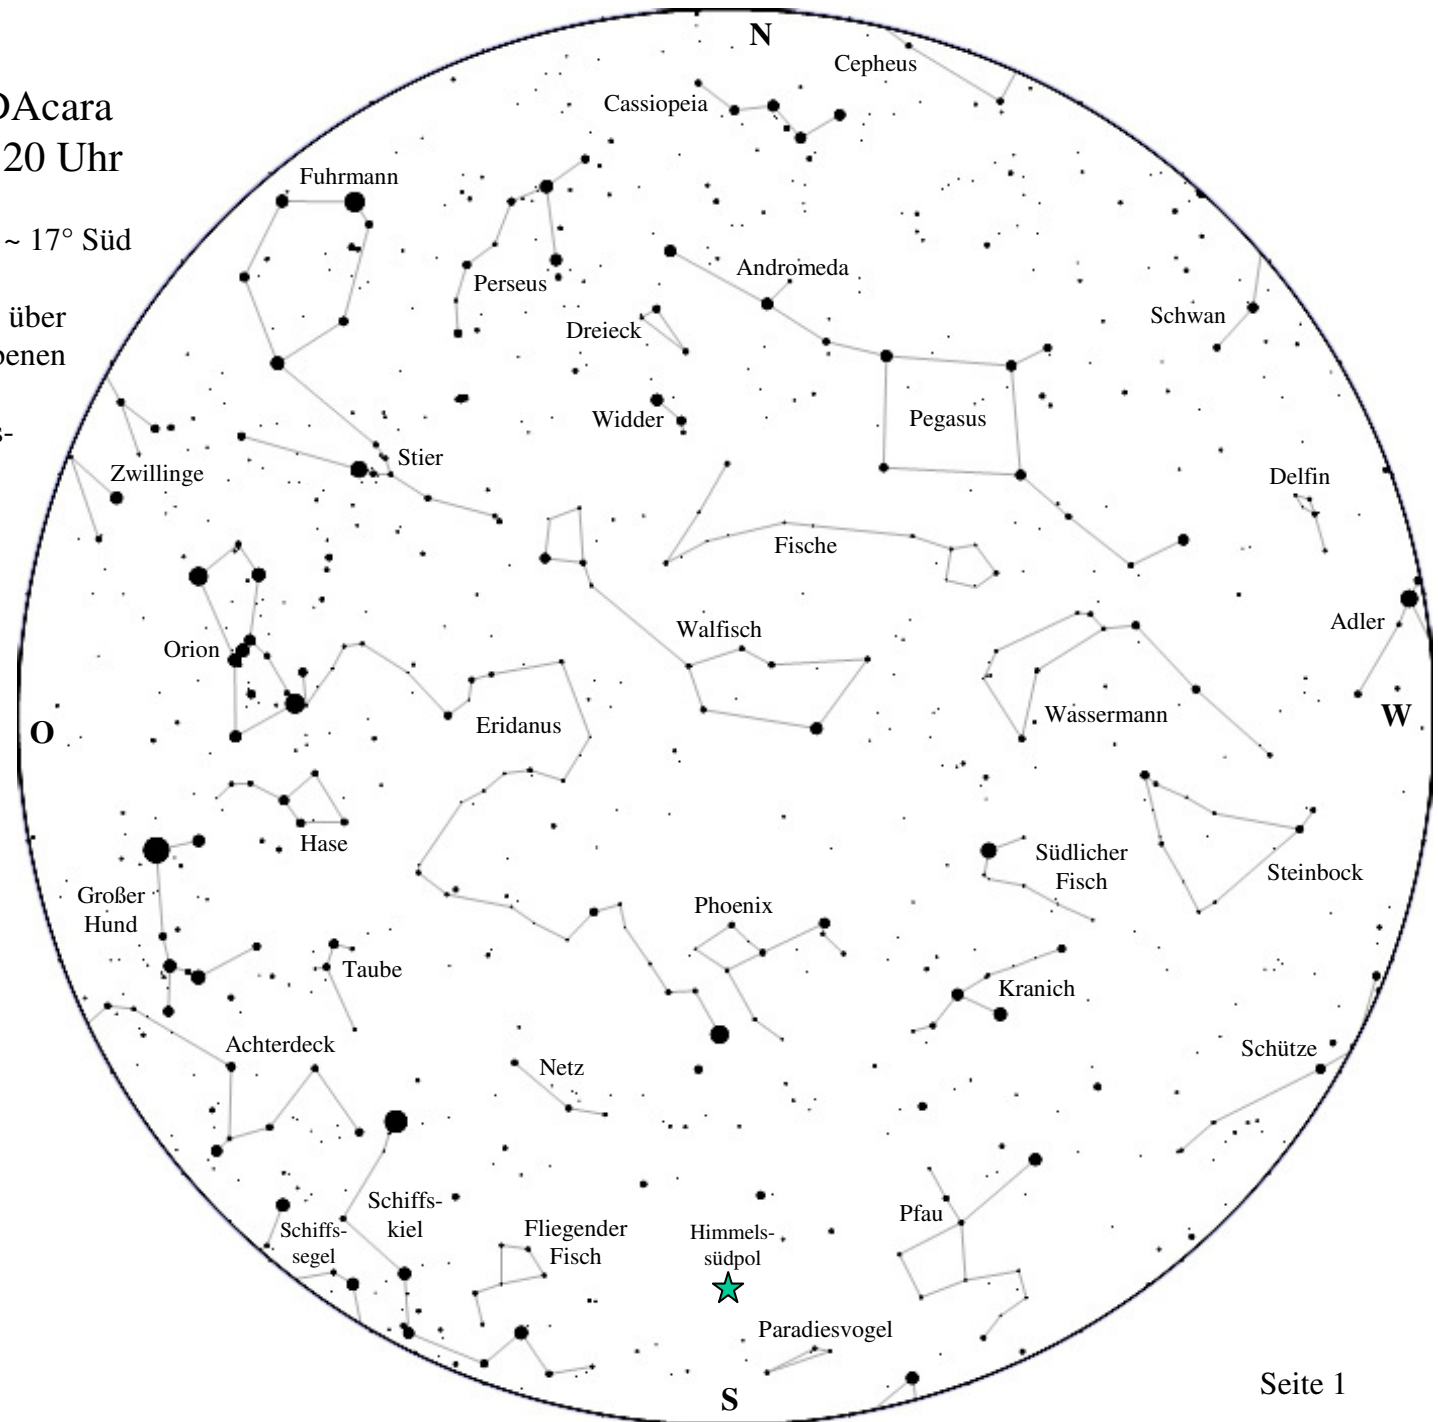 N
Cepheus
Cassiopeia
DAcara
20 Uhr
Fuhrmann
~ 17° Süd
Andromeda
Perseus
über
Schwan
Dreieck
benen
Widder
Pegasus
s-
Stier
Zwillinge
Delfin
Fische
Adler
Walfisch
Orion
Wassermann
W
Eridanus
O
Hase
Südlicher
Fisch
Steinbock
Großer
Hund
Phoenix
Taube
Kranich
Achterdeck
Schütze
Netz
Schiffs-
kiel
Pfau
Schiffs-
segel
Fliegender
Fisch
Himmels-
südpol
Paradiesvogel
S
Seite 1